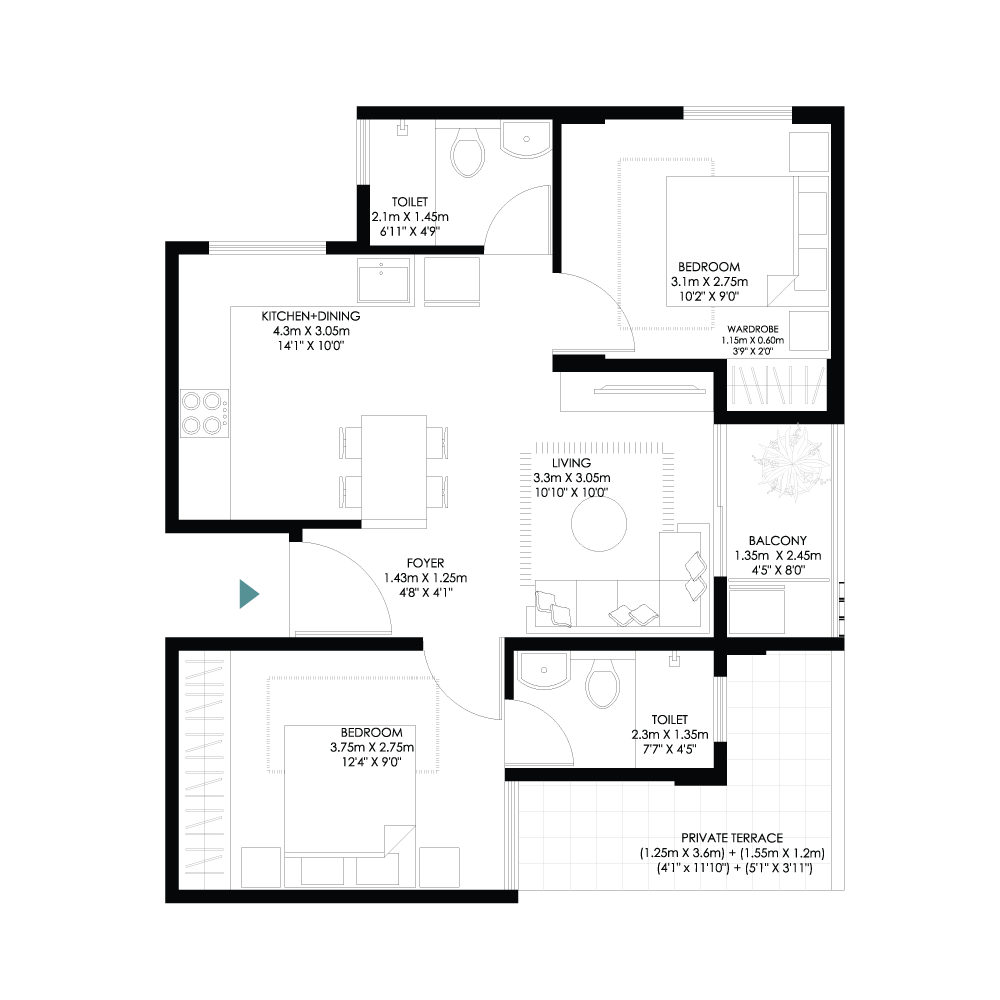 TOILET
2.1m X 1.45m
6'11" X 4'9"
BEDROOM
3.1m X 2.75m
10'2" X 9'0"
KITCHEN+DINING
4.3m X 3.05m
14'1" X 10'0"
WARDROBE
1.15m X 0.60m
3'9" X 2'0"
LIVING
3.3m X 3.05m
10'10" X 10'0"
BALCONY
1.35m X 2.45m
4'5" X 8'0"
FOYER
1.43m X 1.25m
4'8" X 4'1"
BEDROOM
3.75m X 2.75m
12'4" X 9'0"
TOILET
2.3m X 1.35m
7'7" X 4'5"
PRIVATE TERRACE
(1.25m X 3.6m) + (1.55m X 1.2m)
(4'1" x 11'10") + (5'1" X 3'11")